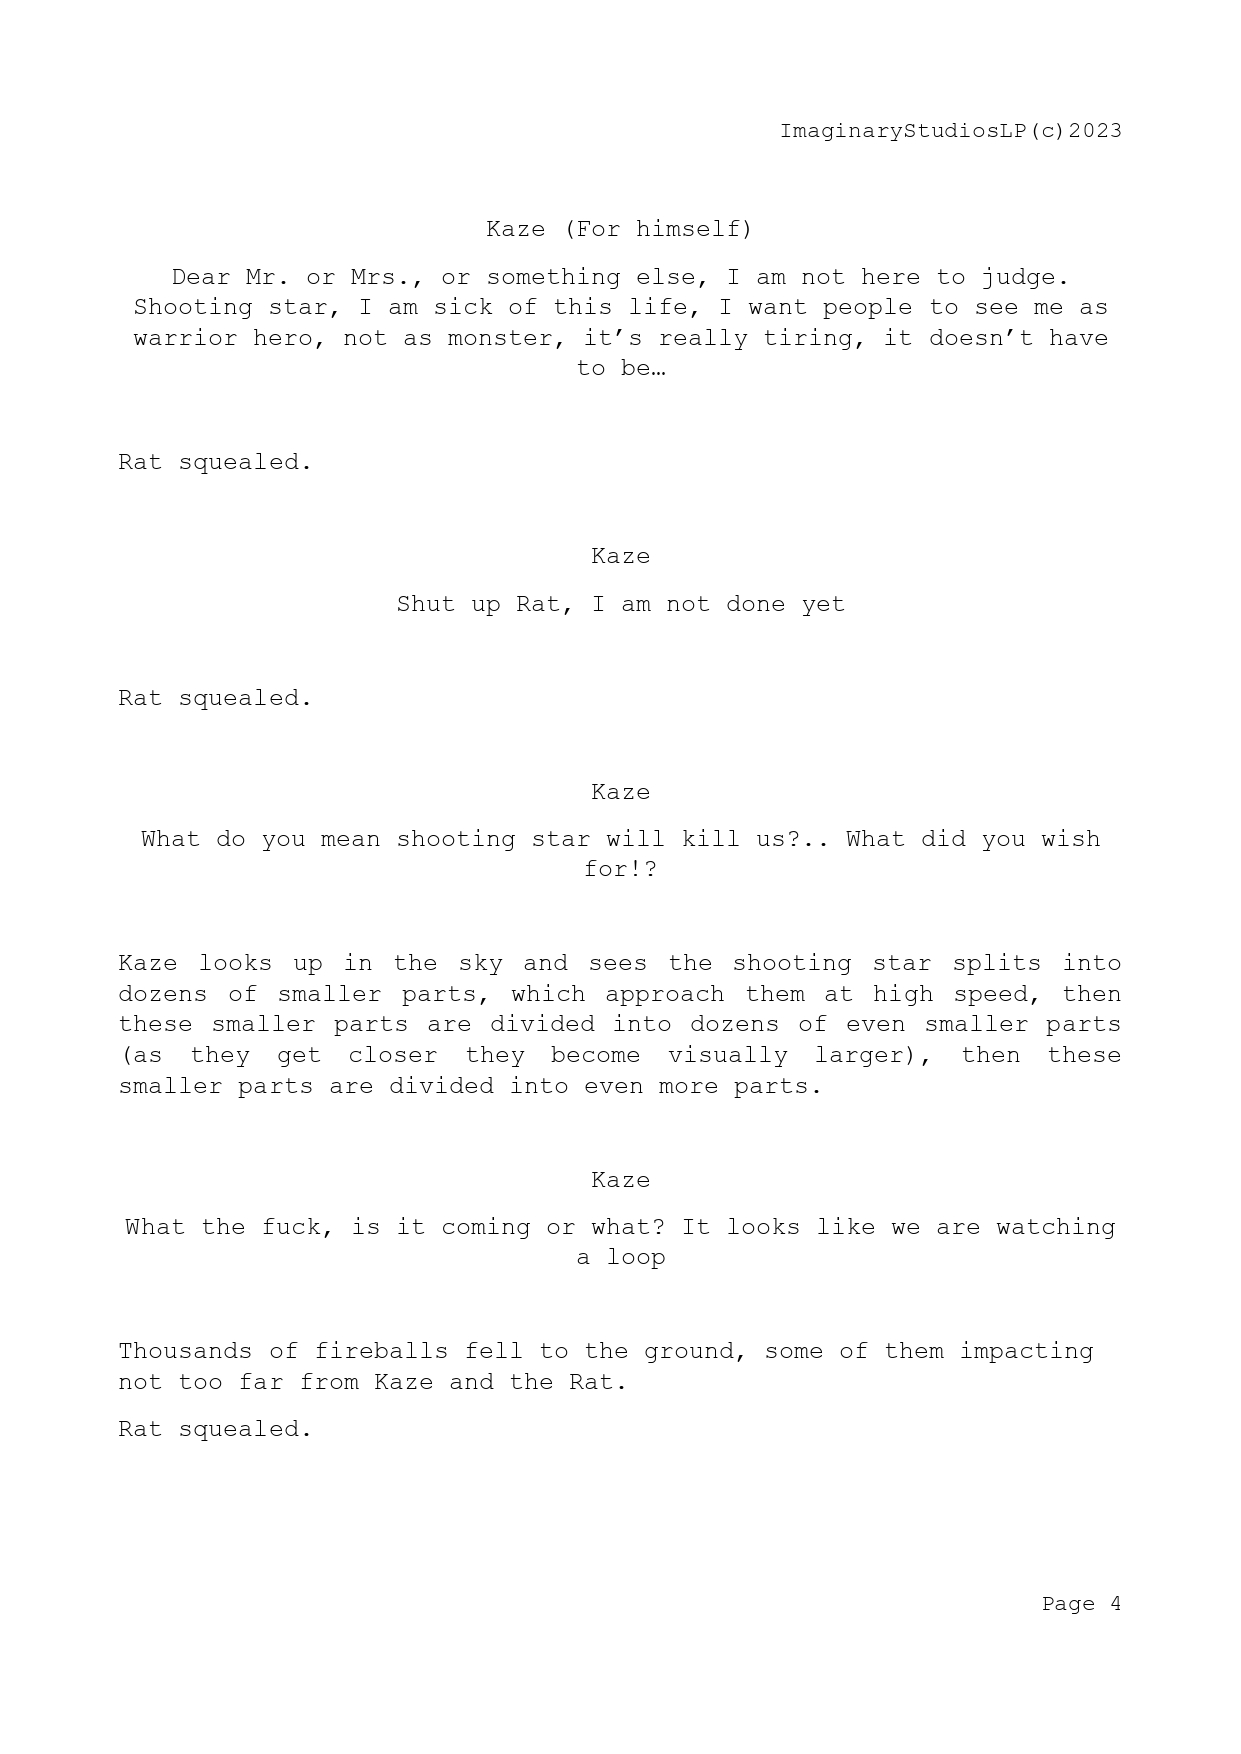 ImaginaryStudiosLP(c)2023
Kaze (For himself)
Dear Mr. or Mrs., or something else, I am not here to judge.
Shooting star, I am sick of this life, I want people to see me as
warrior hero, not as monster, it’s really tiring, it doesn’t have
to be…
Rat squealed.
Kaze
Shut up Rat, I am not done yet
Rat squealed.
Kaze
What do you mean shooting star will kill us?.. What did you wish
for!?
Kaze looks up in the sky and sees the shooting star splits into
dozens of smaller parts, which approach them at high speed, then
these smaller parts are divided into dozens of even smaller parts
(as they get closer they become visually larger), then these
smaller parts are divided into even more parts.
Kaze
What the fuck, is it coming or what? It looks like we are watching
a loop
Thousands of fireballs fell to the ground, some of them impacting
not too far from Kaze and the Rat.
Rat squealed.
Page 4